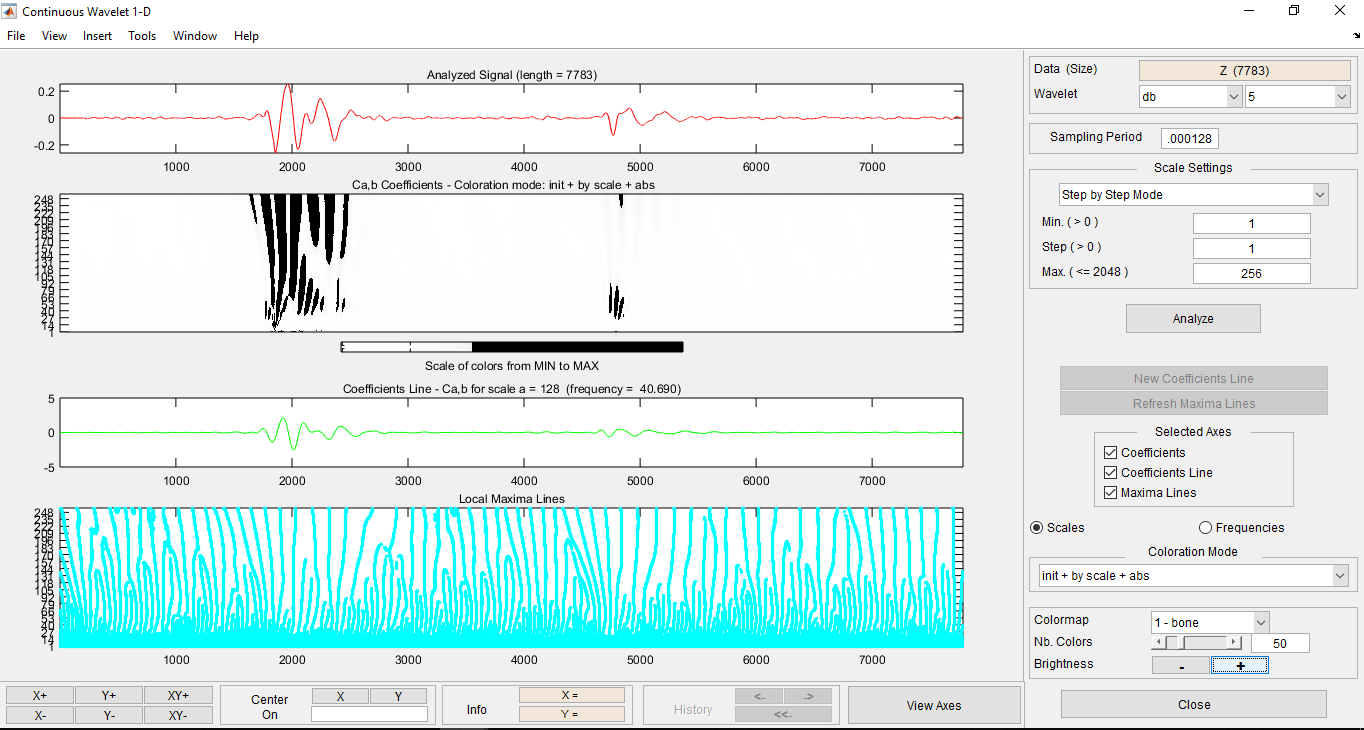 Continuous Wavelet 1-D
File View Insert Tools Window Help
Analyzed Signal (length = 7783)
0.2
0
-0.2
1000 2000 3000 4000 5000 6000 7000
Ca,b Coefficients - Coloration mode: init + by scale + abs
248
235
222
209
196
183
170
157
144
131
118
105
92
79
66
53
40
27
14
1
Scale of colors from MIN to MAX
Coefficients Line - Ca,b for scale a = 128 (frequency = 40.690)
5
0
-5
1000 2000 3000 4000 5000 6000 7000
Local Maxima Lines
248
235
222
209
196
183
170
157
144
131
118
105
92
79
66
53
40
27
14
1
1000 2000 3000 4000 5000 6000 7000
X+ Y+ XY+
X- Y- XY-
Center
On
X Y
Info
X =
Y =
History
<- ->
<<-
View Axes
Data (Size) Z (7783)
Wavelet db 5
Sampling Period .000128
Scale Settings
Step by Step Mode
Min. ( > 0 ) 1
Step ( > 0 ) 1
Max. ( <= 2048 ) 256
Analyze
New Coefficients Line
Refresh Maxima Lines
Selected Axes
Coefficients
Coefficients Line
Maxima Lines
Scales Frequencies
Coloration Mode
init + by scale + abs
Colormap 1 - bone
Nb. Colors 50
Brightness - +
Close